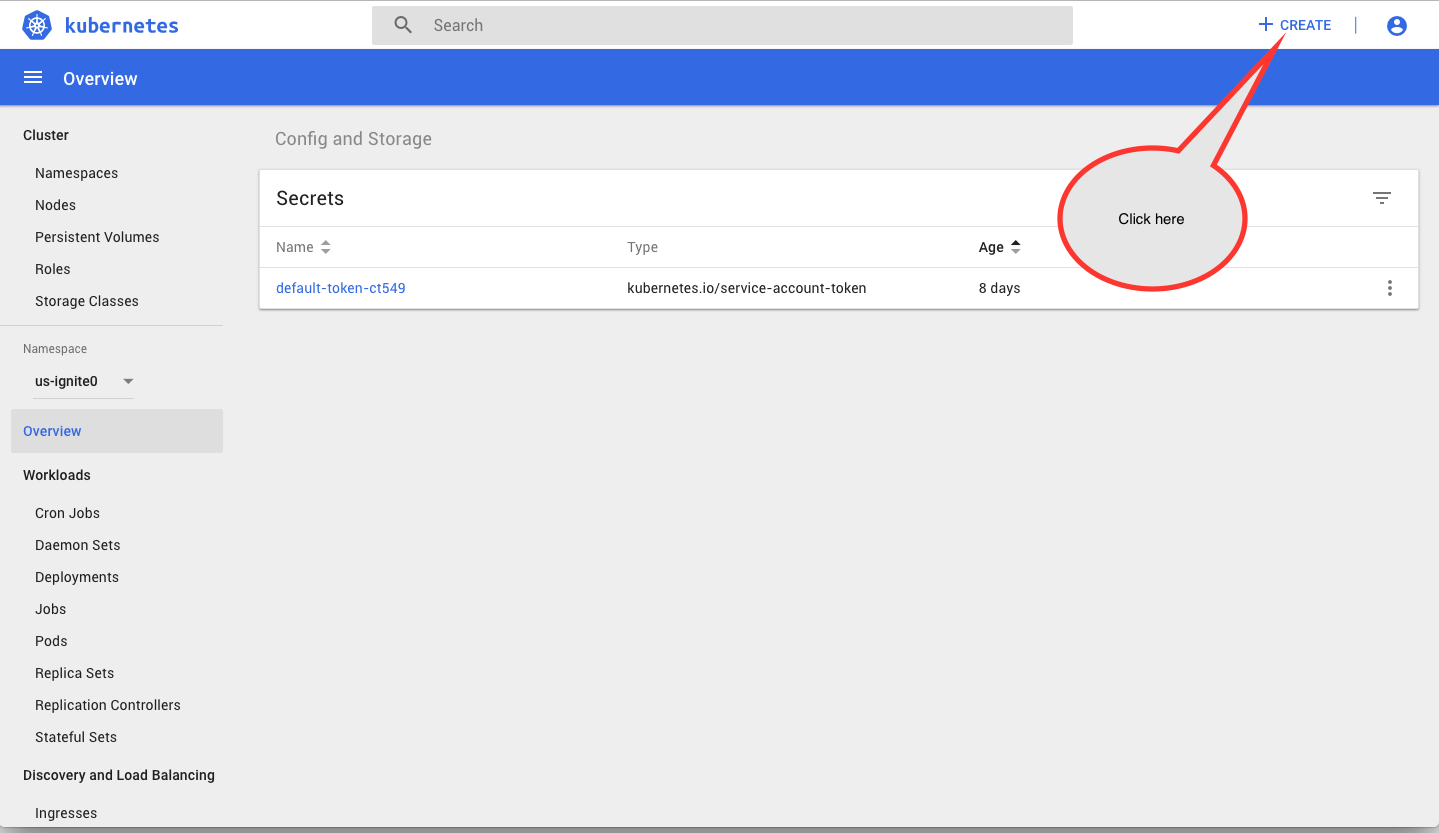 kubernetes
Search
CREATE
Overview
Cluster
Namespaces
Nodes
Persistent Volumes
Roles
Storage Classes
Namespace
us-ignite0
Overview
Workloads
Cron Jobs
Daemon Sets
Deployments
Jobs
Pods
Replica Sets
Replication Controllers
Stateful Sets
Discovery and Load Balancing
Ingresses
Config and Storage
Secrets
Name Type Age
default-token-ct549 kubernetes.io/service-account-token 8 days
Click here